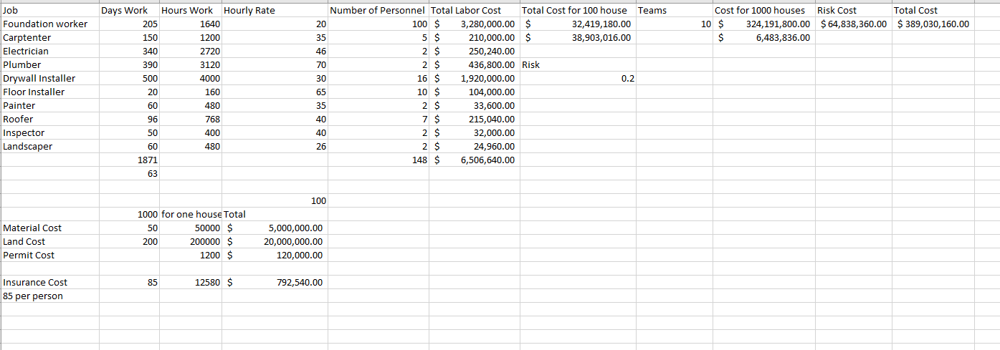 Job Days Work Hours Work Hourly Rate Number of Personnel Total Labor Cost Total Cost for 100 house Teams Cost for 1000 houses Risk Cost Total Cost
Foundation worker 205 1640 20 100 $ 3,280,000.00 $ 32,419,180.00 10 $ 324,191,800.00 $ 64,838,360.00 $ 389,030,160.00
Carptenter 150 1200 35 5 $ 210,000.00 $ 38,903,016.00 $ 6,483,836.00
Electrician 340 2720 46 2 $ 250,240.00
Plumber 390 3120 70 2 $ 436,800.00 Risk
Drywall Installer 500 4000 30 16 $ 1,920,000.00 0.2
Floor Installer 20 160 65 10 $ 104,000.00
Painter 60 480 35 2 $ 33,600.00
Roofer 96 768 40 7 $ 215,040.00
Inspector 50 400 40 2 $ 32,000.00
Landscaper 60 480 26 2 $ 24,960.00
1871 148 $ 6,506,640.00
63
100
1000 for one house Total
Material Cost 50 50000 $ 5,000,000.00
Land Cost 200 200000 $ 20,000,000.00
Permit Cost 1200 $ 120,000.00
Insurance Cost 85 12580 $ 792,540.00
85 per person